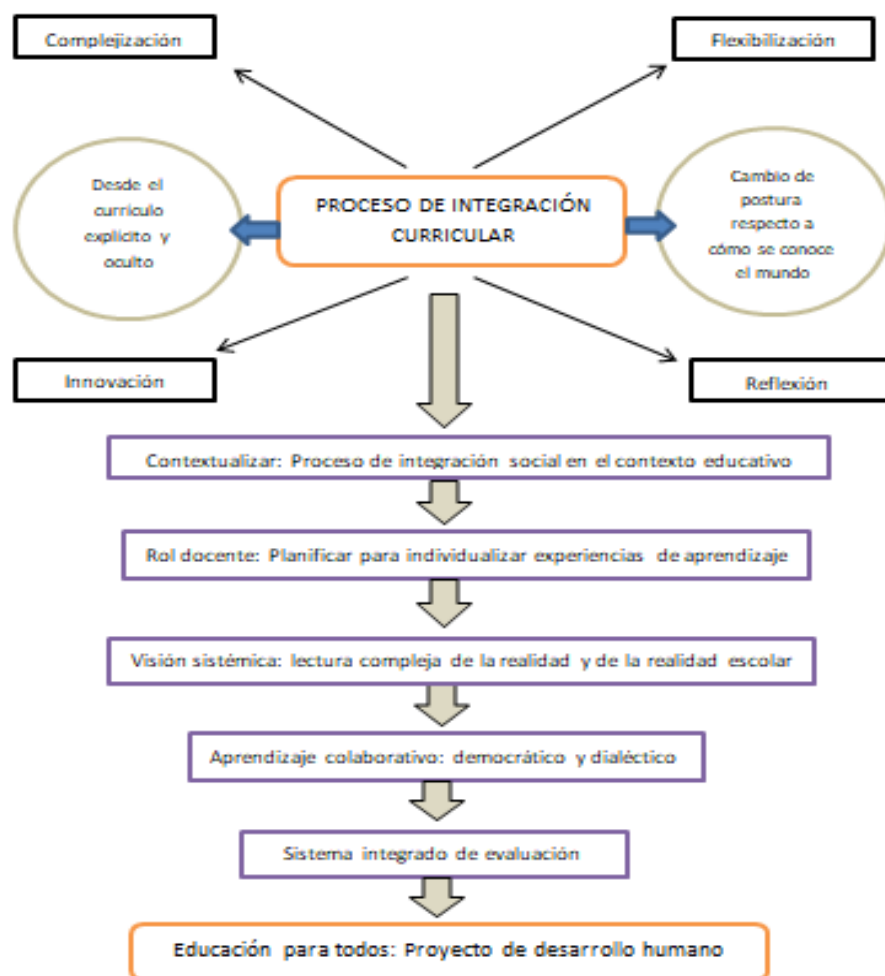 Complejización
Flexibilización
Desde el
currículo
explícito y
oculto
PROCESO DE INTEGRACIÓN
CURRICULAR
Cambio de
postura
respecto a
cómo se conoce
el mundo
Innovación
Reflexión
Contextualizar: Proceso de integración social en el contexto educativo
Rol docente: Planificar para individualizar experiencias de aprendizaje
Visión sistémica: lectura compleja de la realidad y de la realidad escolar
Aprendizaje colaborativo: democrático y dialéctico
Sistema integrado de evaluación
Educación para todos: Proyecto de desarrollo humano